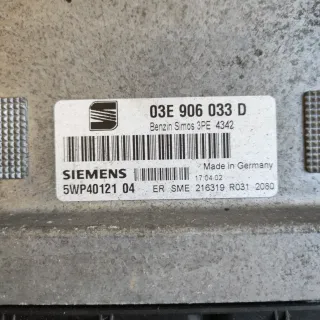 03E 906 033 D
Benzin Simos 3PE 4342
Made in Germany
SIEMENS
17.04.02
5WP40121 04 ER SME 216319 R031 2080